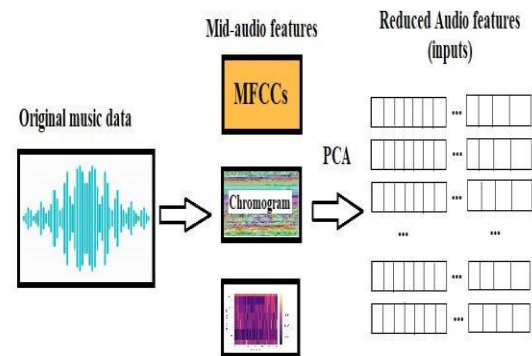 Original music data
Mid-audio features
MFCCs
Chromogram
PCA
Reduced Audio features
(inputs)
... 
...
...
... ...
...
...